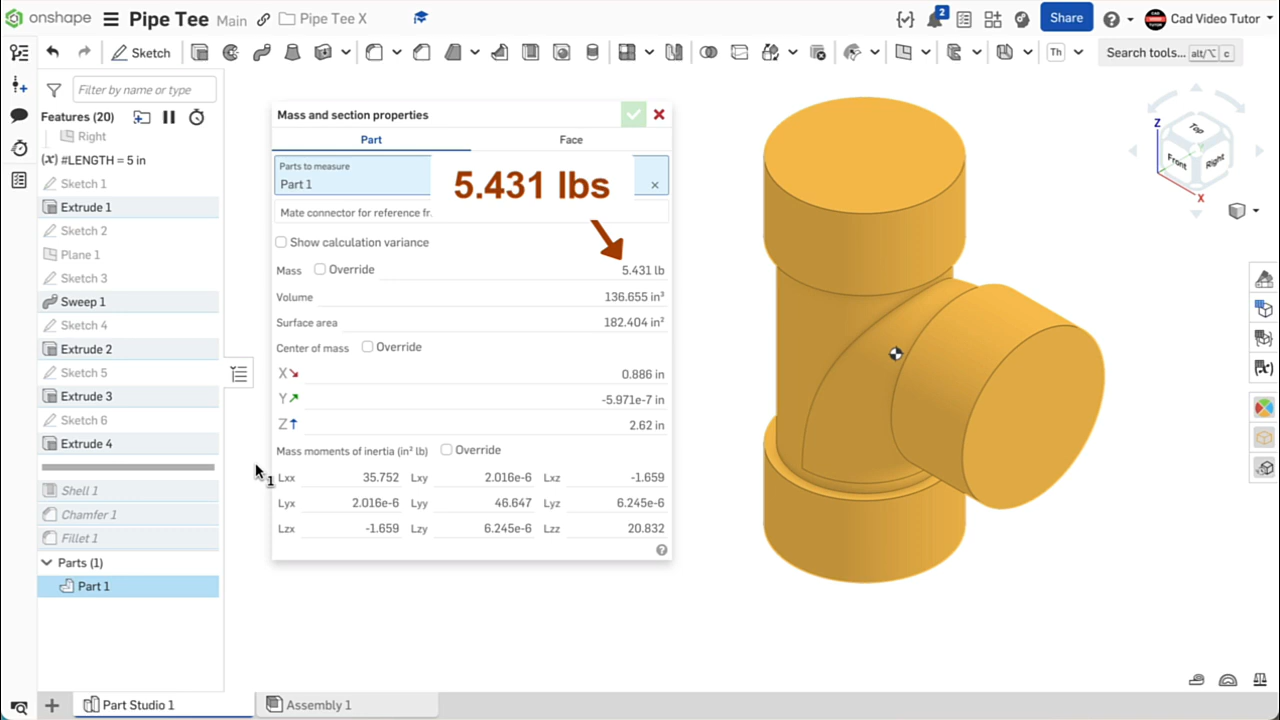 onshape Pipe Tee Main Pipe Tee X 2 Share Cad Video Tutor
Sketch Th Search tools... alt/⌥ c
Filter by name or type
Features (20)
Right
(x) #LENGTH = 5 in
Sketch 1
Extrude 1
Sketch 2
Plane 1
Sketch 3
Sweep 1
Sketch 4
Extrude 2
Sketch 5
Extrude 3
Sketch 6
Extrude 4
Shell 1
Chamfer 1
Fillet 1
Parts (1)
Part 1
Mass and section properties
Part Face
Parts to measure
Part 1
5.431 lbs
Mate connector for reference fr.
Show calculation variance
Mass Override 5.431 lb
Volume 136.655 in³
Surface area 182.404 in²
Center of mass Override
X 0.886 in
Y -5.971e-7 in
Z 2.62 in
Mass moments of inertia (in² lb) Override
Lxx 35.752 Lxy 2.016e-6 Lxz -1.659
Lyx 2.016e-6 Lyy 46.647 Lyz 6.245e-6
Lzx -1.659 Lzy 6.245e-6 Lzz 20.832
1
Z
Top
Front Right
X
Part Studio 1 Assembly 1